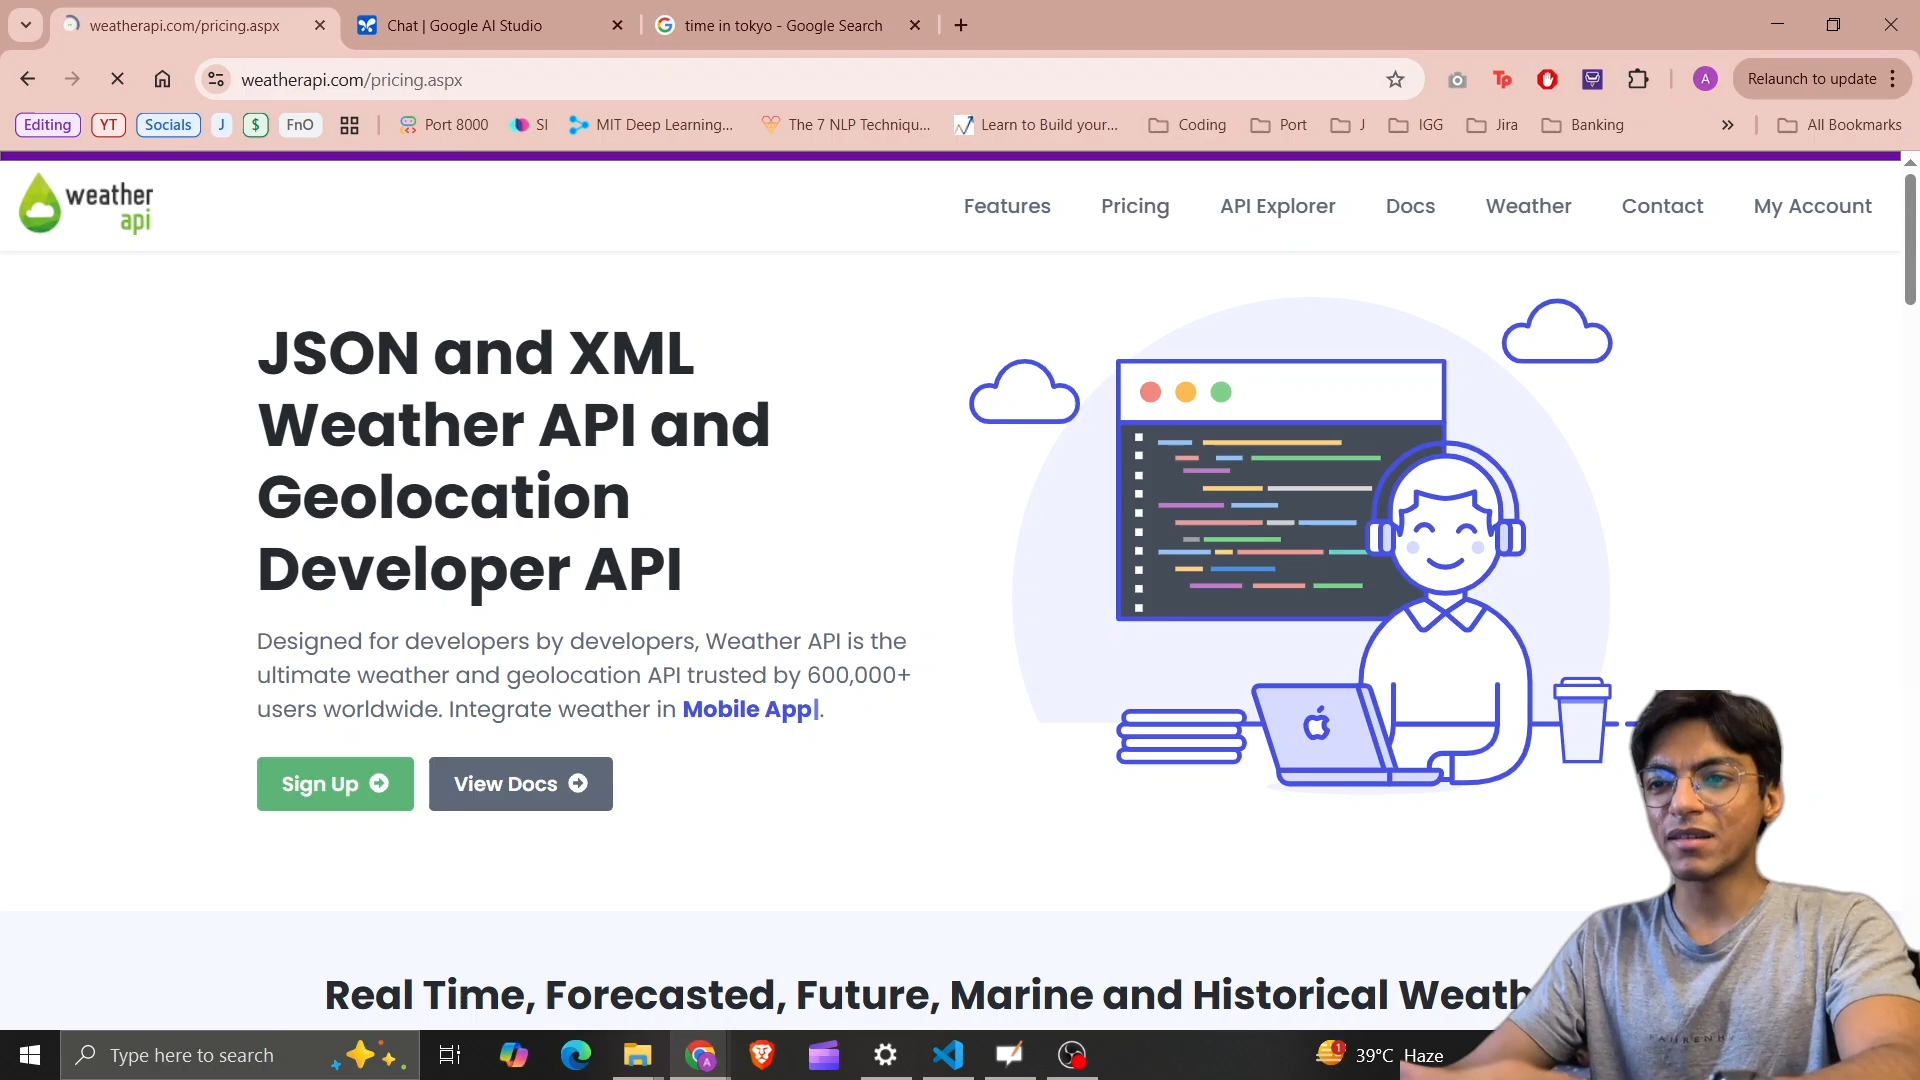 weatherapi.com/pricing.aspx
Chat | Google AI Studio
time in tokyo - Google Search
weatherapi.com/pricing.aspx
Tp
A
Relaunch to update
Editing
YT
Socials
J
$
FnO
Port 8000
SI
MIT Deep Learning...
The 7 NLP Techniqu...
Learn to Build your...
Coding
Port
J
IGG
Jira
Banking
»
All Bookmarks
weather
api
Features
Pricing
API Explorer
Docs
Weather
Contact
My Account
JSON and XML
Weather API and
Geolocation
Developer API
Designed for developers by developers, Weather API is the
ultimate weather and geolocation API trusted by 600,000+
users worldwide. Integrate weather in Mobile App|.
Sign Up
View Docs
Real Time, Forecasted, Future, Marine and Historical Weath
Type here to search
A
1
39°C Haze